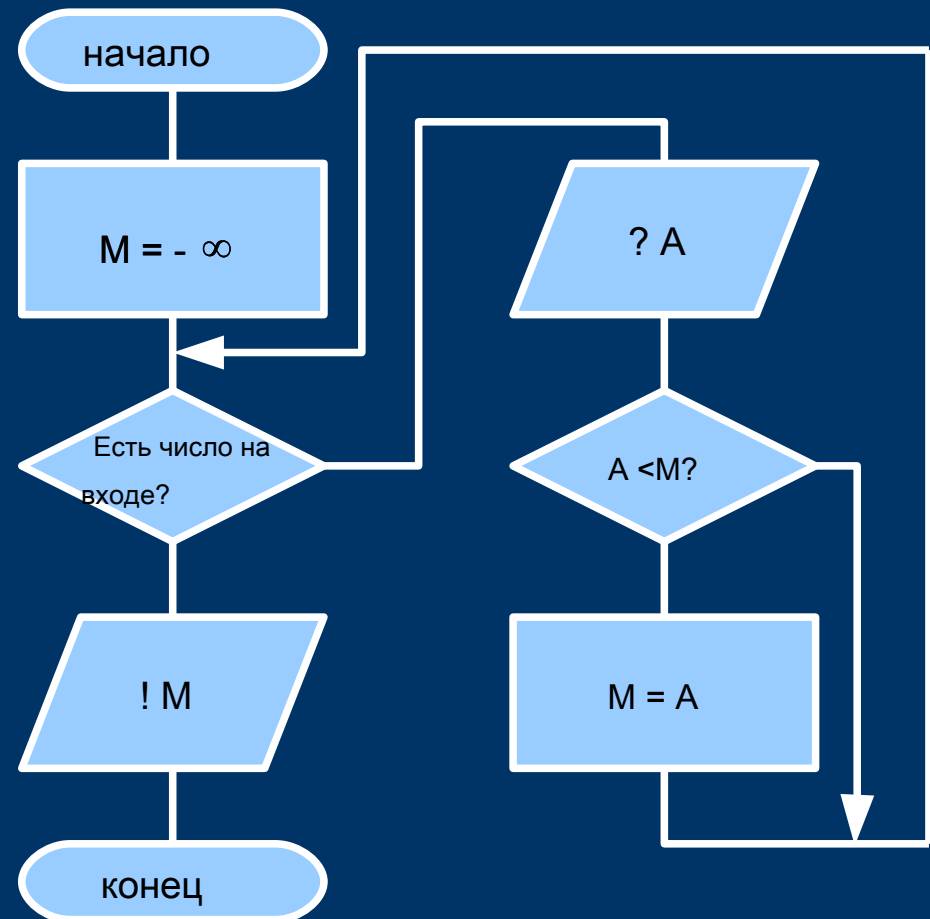 начало
M = - ∞
Есть число на
входе?
! M
конец
? A
A <M?
M = A